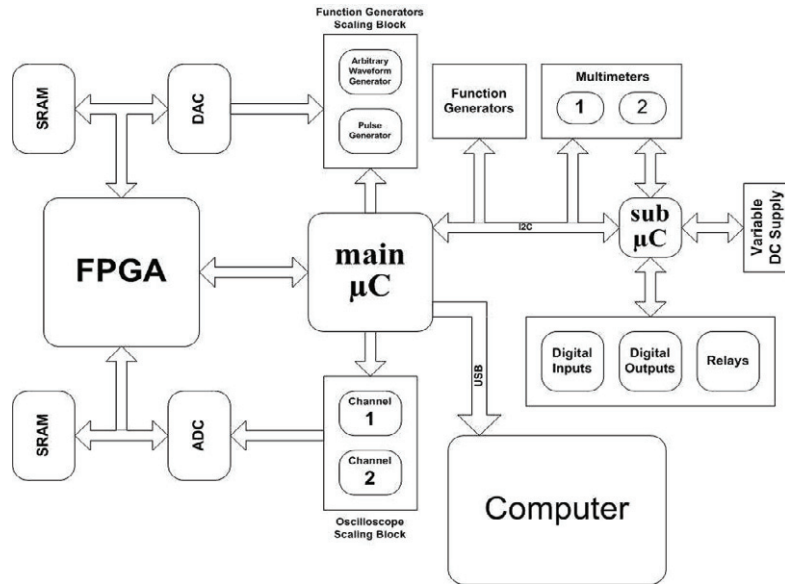 Function Generators
Scaling Block
Arbitrary
Waveform
Generator
Pulse
Generator
SRAM
DAC
Function
Generators
Multimeters
1
2
FPGA
main
µC
I2C
sub
µC
Variable
DC Supply
Digital
Inputs
Digital
Outputs
Relays
USB
SRAM
ADC
Channel
1
Channel
2
Oscilloscope
Scaling Block
Computer